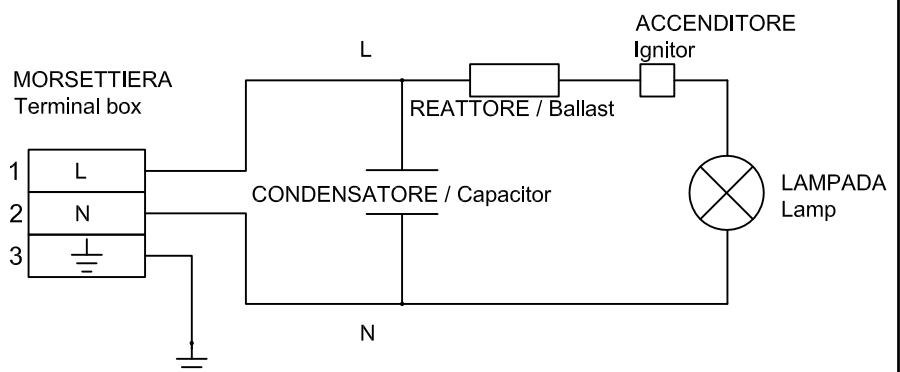 ACCENDITORE
Ignitor
L
MORSETTIERA
Terminal box
REATTORE / Ballast
1 L
2 N
3
CONDENSATORE / Capacitor
LAMPADA
Lamp
N